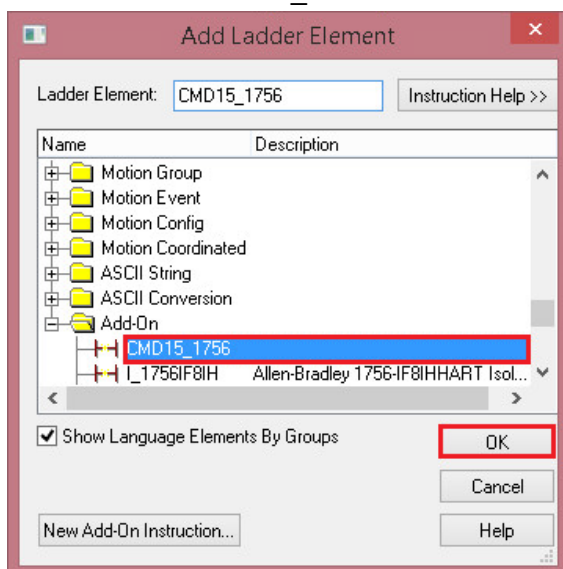 Add Ladder Element
Ladder Element: CMD15_1756 Instruction Help >>
Name Description
Motion Group
Motion Event
Motion Config
Motion Coordinated
ASCII String
ASCII Conversion
Add-On
CMD15_1756
I_1756IF8IH Allen-Bradley 1756-IF8IHHART Isol...
Show Language Elements By Groups
OK
Cancel
New Add-On Instruction... Help